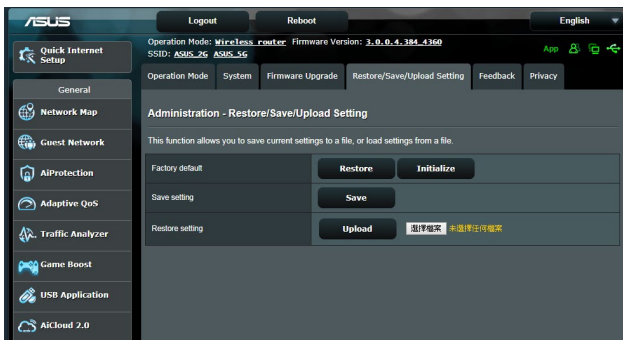 ASUS
Logout
Reboot
English
Quick Internet Setup
Operation Mode: Wireless router Firmware Version: 3.0.0.4.384_4360
SSID: ASUS_2G ASUS_5G
App
Operation Mode
System
Firmware Upgrade
Restore/Save/Upload Setting
Feedback
Privacy
General
Network Map
Guest Network
AiProtection
Adaptive QoS
Traffic Analyzer
Game Boost
USB Application
AiCloud 2.0
Administration - Restore/Save/Upload Setting
This function allows you to save current settings to a file, or load settings from a file.
Factory default
Restore
Initialize
Save setting
Save
Restore setting
Upload
選擇檔案 未選擇任何檔案